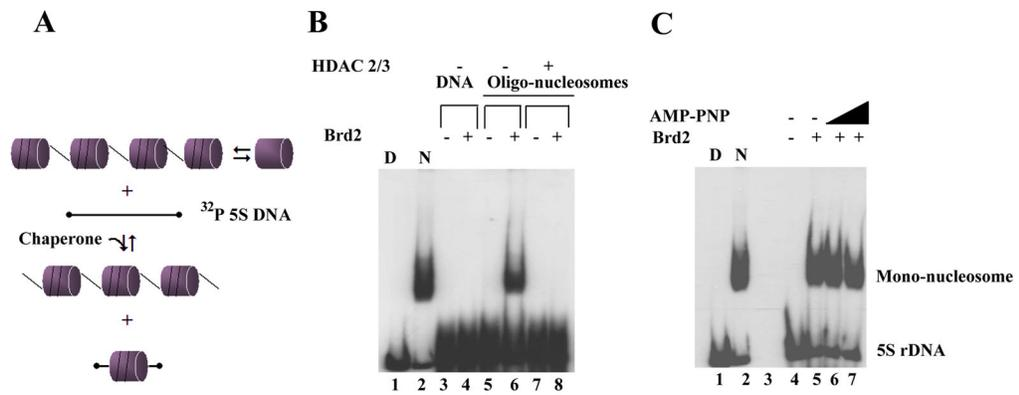 A
+
32P 5S DNA
Chaperone
+
B
HDAC 2/3 - - +
DNA Oligo-nucleosomes
Brd2 - + - + - +
D N
1 2 3 4 5 6 7 8
C
AMP-PNP - -
Brd2 - + + +
D N
Mono-nucleosome
5S rDNA
1 2 3 4 5 6 7